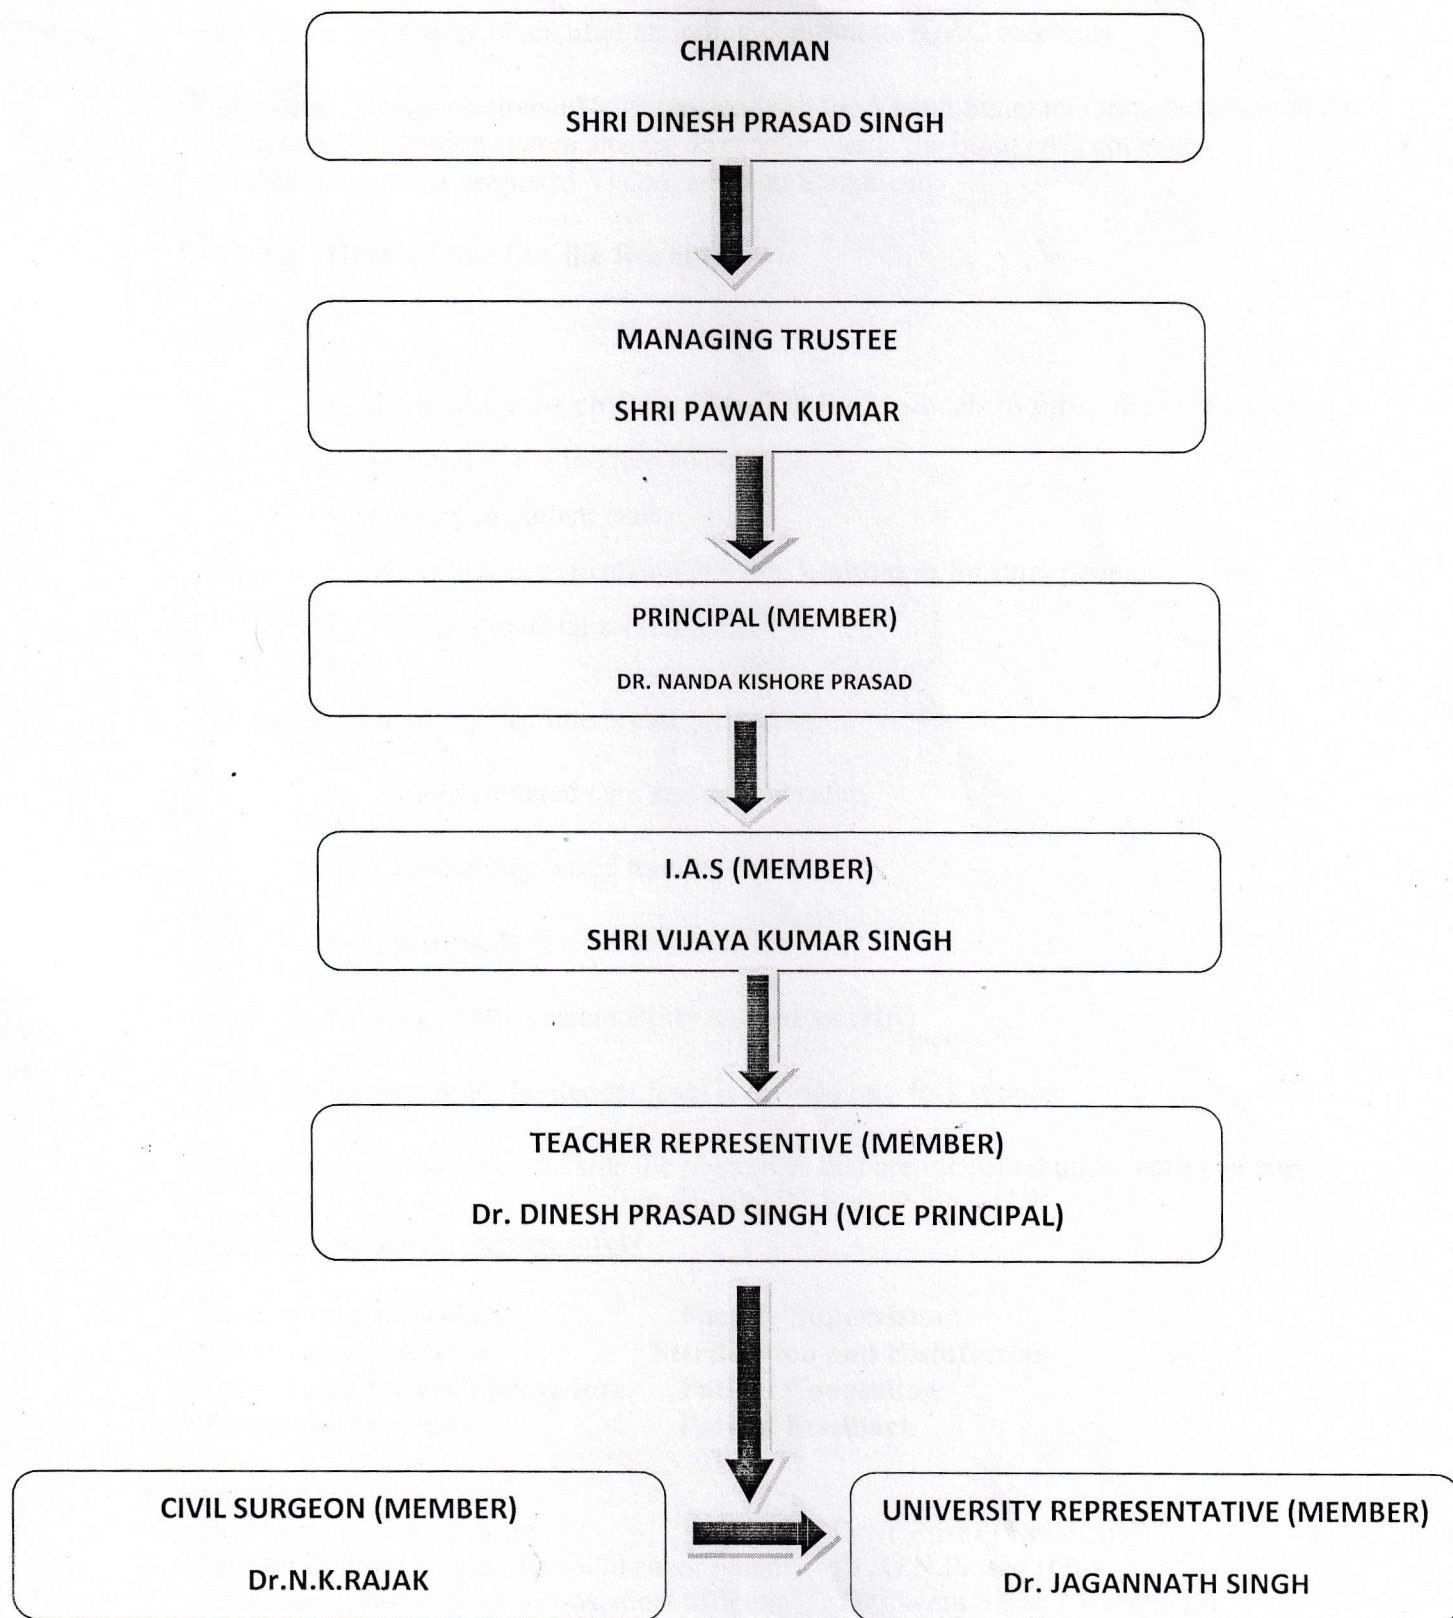 CHAIRMAN
SHRI DINESH PRASAD SINGH
MANAGING TRUSTEE
SHRI PAWAN KUMAR
PRINCIPAL (MEMBER)
DR. NANDA KISHORE PRASAD
I.A.S (MEMBER)
SHRI VIJAYA KUMAR SINGH
TEACHER REPRESENTIVE (MEMBER)
Dr. DINESH PRASAD SINGH (VICE PRINCIPAL)
CIVIL SURGEON (MEMBER)
Dr.N.K.RAJAK
UNIVERSITY REPRESENTATIVE (MEMBER)
Dr. JAGANNATH SINGH